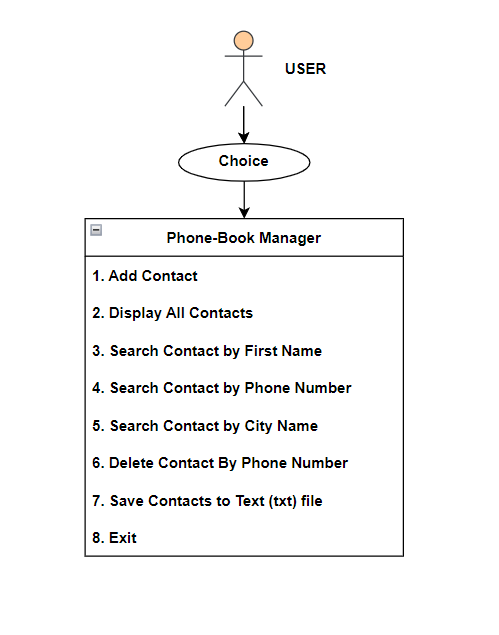 USER
Choice
Phone-Book Manager
1. Add Contact
2. Display All Contacts
3. Search Contact by First Name
4. Search Contact by Phone Number
5. Search Contact by City Name
6. Delete Contact By Phone Number
7. Save Contacts to Text (txt) file
8. Exit